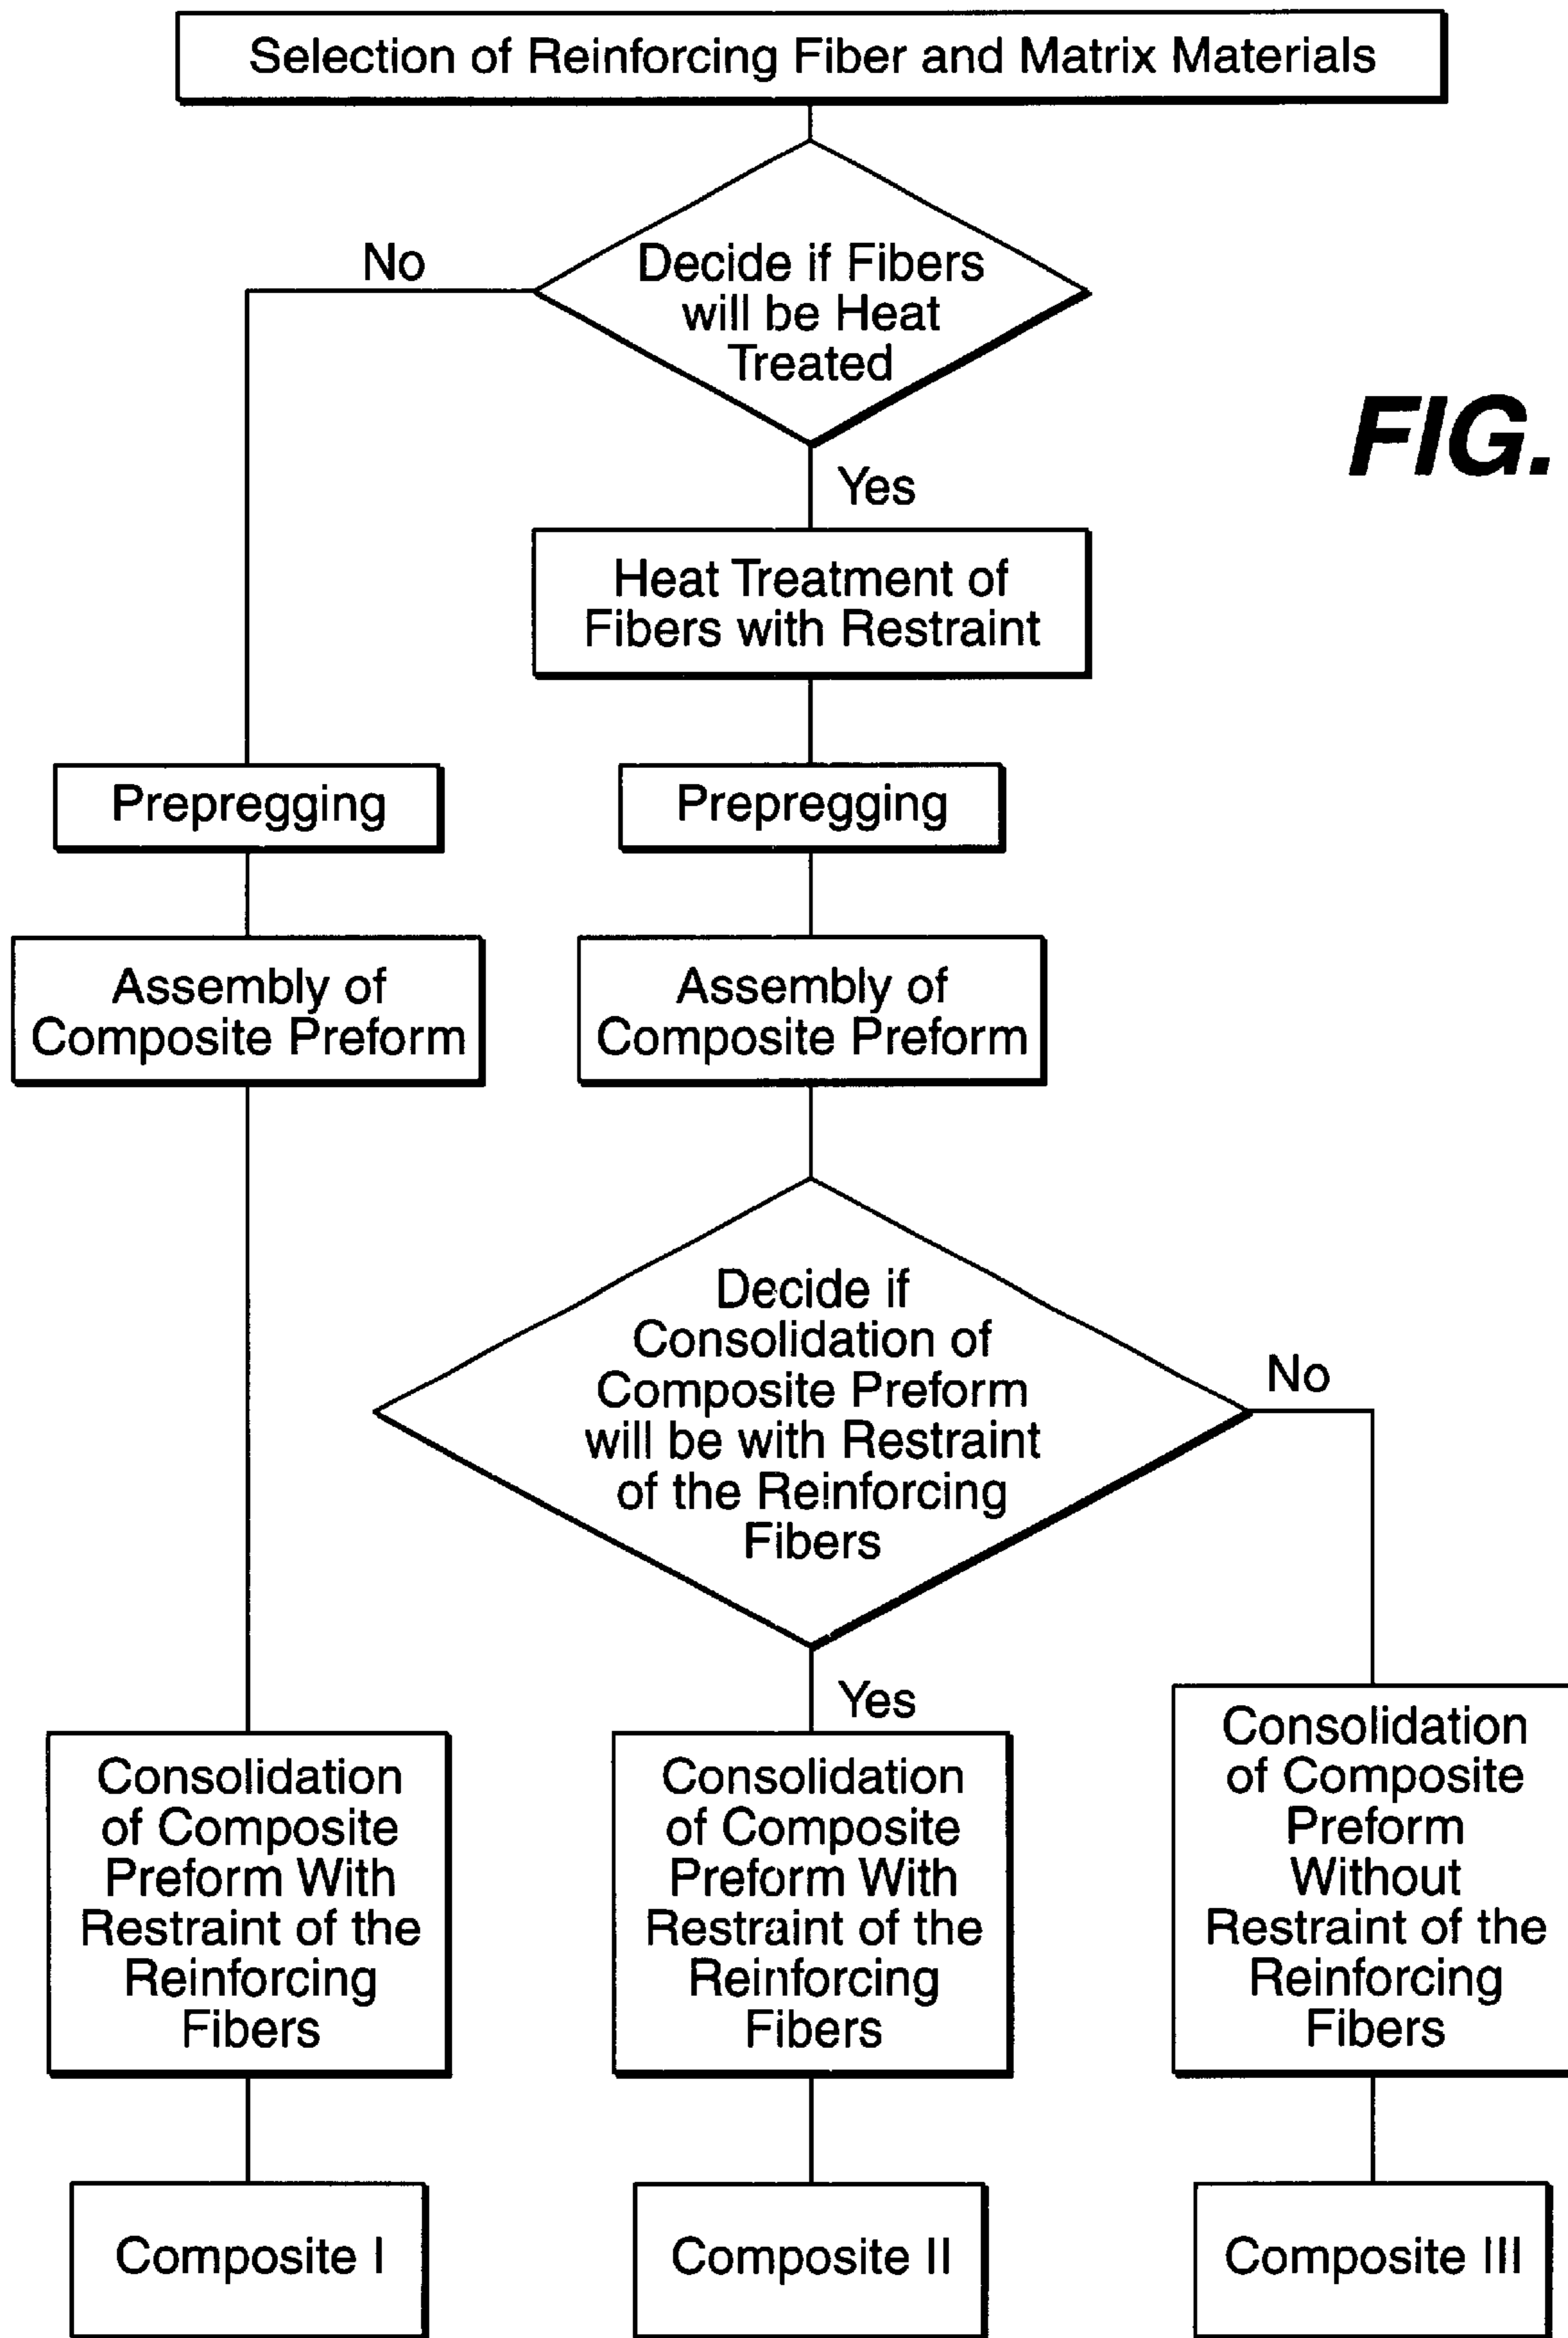 Selection of Reinforcing Fiber and Matrix Materials
No
Decide if Fibers
will be Heat
Treated
FIG.
Yes
Heat Treatment of
Fibers with Restraint
Prepregging
Prepregging
Assembly of
Composite Preform
Assembly of
Composite Preform
Decide if
Consolidation of
Composite Preform
will be with Restraint
of the Reinforcing
Fibers
No
Yes
Consolidation
of Composite
Preform With
Restraint of the
Reinforcing
Fibers
Consolidation
of Composite
Preform With
Restraint of the
Reinforcing
Fibers
Consolidation
of Composite
Preform
Without
Restraint of the
Reinforcing
Fibers
Composite I
Composite II
Composite III